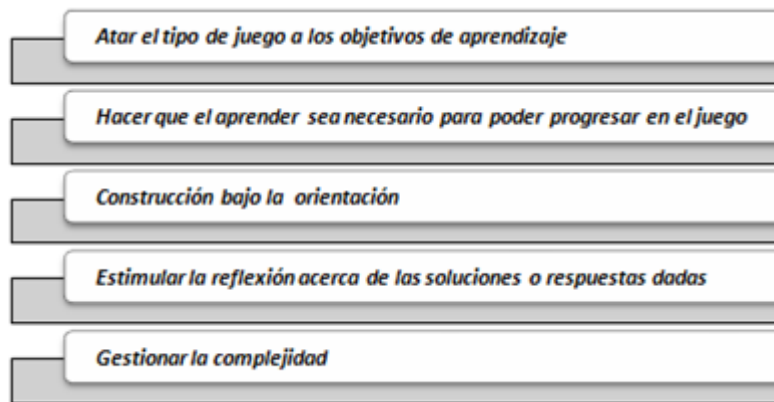 Atar el tipo de juego a los objetivos de aprendizaje
Hacer que el aprender sea necesario para poder progresar en el juego
Construcción bajo la orientación
Estimular la reflexión acerca de las soluciones o respuestas dadas
Gestionar la complejidad